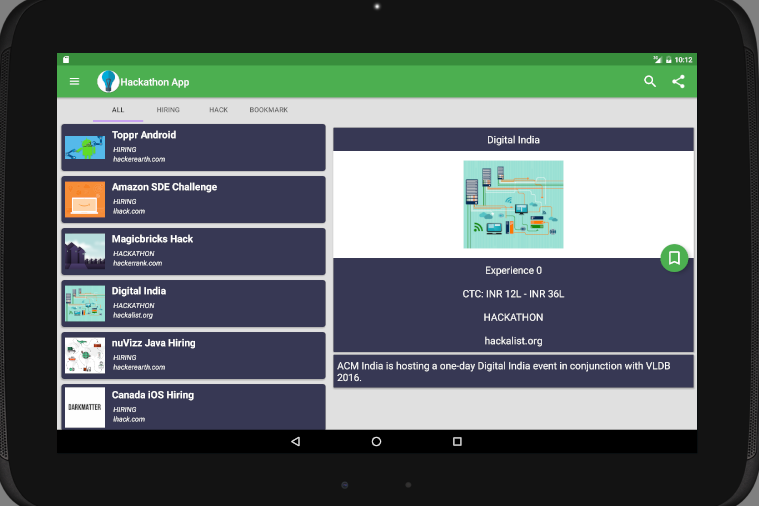 10:12
Hackathon App
ALL
HIRING
HACK
BOOKMARK
Toppr Android
HIRING
hackerearth.com
Amazon SDE Challenge
HIRING
ihack.com
Magicbricks Hack
HACKATHON
hackerrank.com
Digital India
HACKATHON
hackalist.org
nuVizz Java Hiring
HIRING
hackerearth.com
DARKMATTER
Canada iOS Hiring
HIRING
ihack.com
Digital India
Experience 0
CTC: INR 12L - INR 36L
HACKATHON
hackalist.org
ACM India is hosting a one-day Digital India event in conjunction with VLDB
2016.